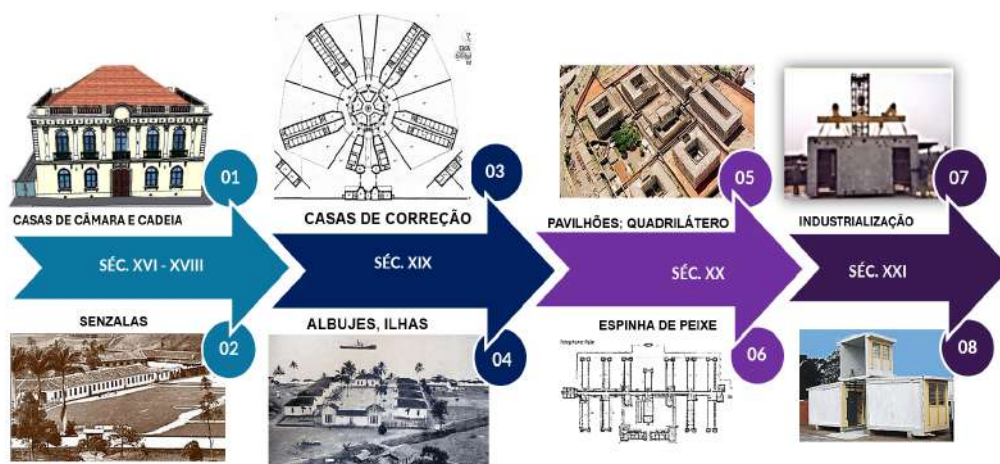 01
CASAS DE CÂMARA E CADEIA
SÉC. XVI - XVIII
SENZALAS
02
03
CASAS DE CORREÇÃO
SÉC. XIX
ALBUJES, ILHAS
04
05
PAVILHÕES; QUADRILÁTERO
SÉC. XX
ESPINHA DE PEIXE
06
07
INDUSTRIALIZAÇÃO
SÉC. XXI
08